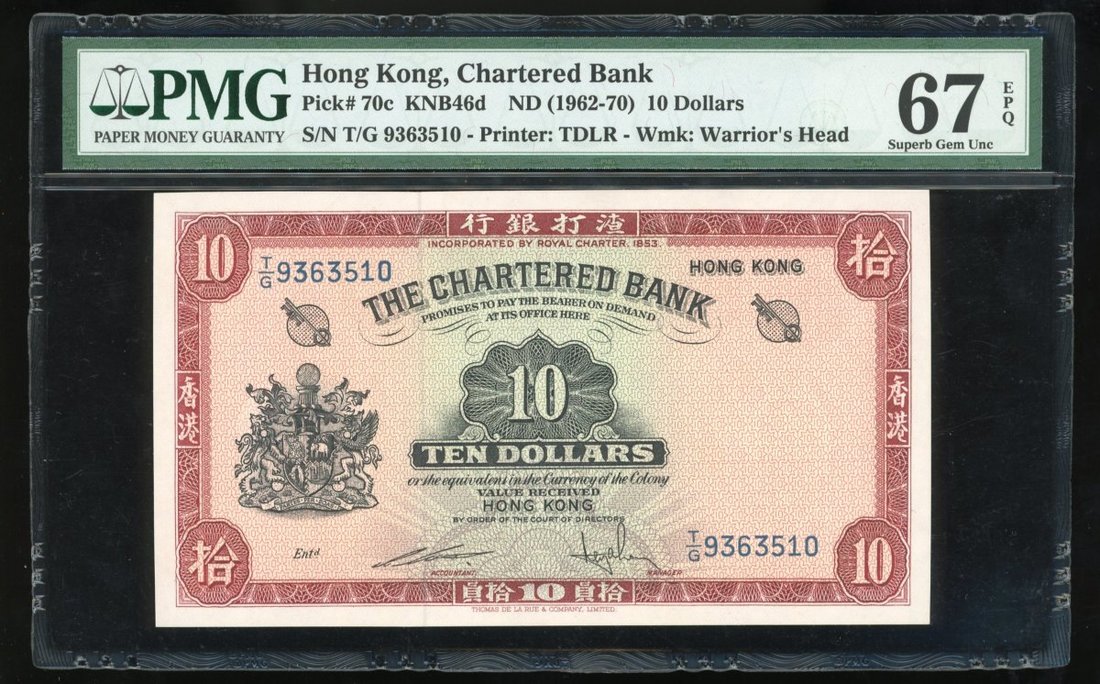 PMG
PAPER MONEY GUARANTY
Hong Kong, Chartered Bank
Pick# 70c KNB46d ND (1962-70) 10 Dollars
S/N T/G 9363510 - Printer: TDLR - Wmk: Warrior's Head
67
EPQ
Superb Gem Unc
行銀打渣
INCORPORATED BY ROYAL CHARTER, 1853.
10
拾
T/G 9363510
HONG KONG
THE CHARTERED BANK
PROMISES TO PAY THE BEARER ON DEMAND
AT ITS OFFICE HERE
10
香港
香港
TEN DOLLARS
or the equivalent in the Currency of the Colony
VALUE RECEIVED
HONG KONG
BY ORDER OF THE COURT OF DIRECTORS
Entd
T/G 9363510
拾
10
ACCOUNTANT
MANAGER
員拾 10 員拾
THOMAS DE LA RUE & COMPANY, LIMITED.